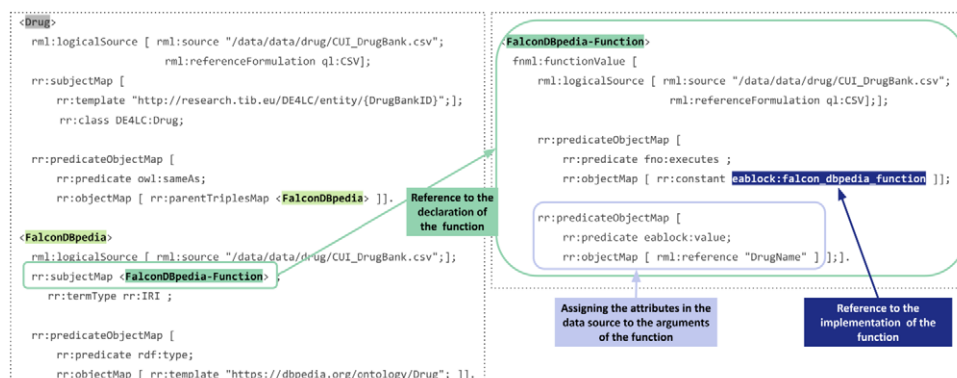 <Drug>
rml:logicalSource [ rml:source "/data/data/drug/CUI_DrugBank.csv";
rml:referenceFormulation ql:CSV];
rr:subjectMap [
rr:template "http://research.tib.eu/DE4LC/entity/{DrugBankID}";];
rr:class DE4LC:Drug;
rr:predicateObjectMap [
rr:predicate owl:sameAs;
rr:objectMap [ rr:parentTriplesMap <FalconDBpedia> ]].
<FalconDBpedia>
rml:logicalSource [ rml:source "/data/data/drug/CUI_DrugBank.csv";];
rr:subjectMap <FalconDBpedia-Function> ;
rr:termType rr:IRI ;
rr:predicateObjectMap [
rr:predicate rdf:type;
rr:objectMap [ rr:template "https://dbpedia.org/ontology/Drug"; ]].
Reference to the
declaration of
the function
<FalconDBpedia-Function>
fnml:functionValue [
rml:logicalSource [ rml:source "/data/data/drug/CUI_DrugBank.csv";
rml:referenceFormulation ql:CSV];];
rr:predicateObjectMap [
rr:predicate fno:executes ;
rr:objectMap [ rr:constant eablock:falcon_dbpedia_function ]];
rr:predicateObjectMap [
rr:predicate eablock:value;
rr:objectMap [ rml:reference "DrugName" ] ];].
Assigning the attributes in the
data source to the arguments
of the function
Reference to the
implementation of the
function